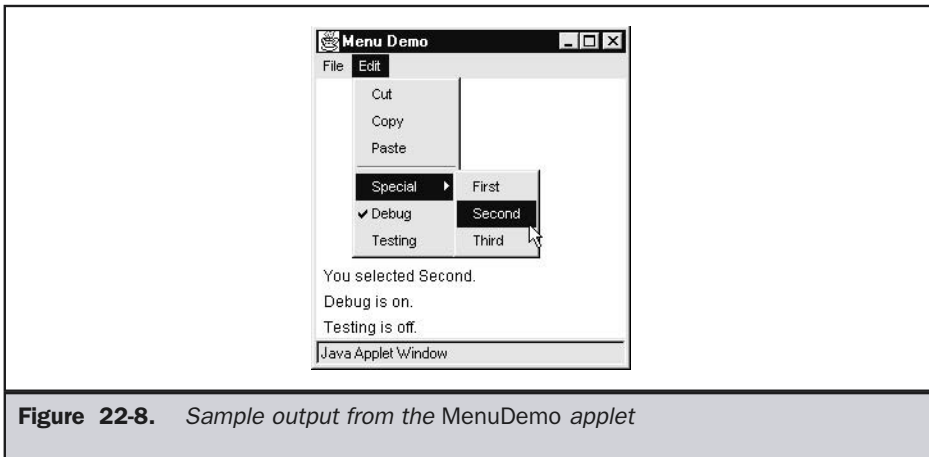 Menu Demo
File Edit
Cut
Copy
Paste
Special First
✔ Debug Second
Testing Third
You selected Second.
Debug is on.
Testing is off.
Java Applet Window
Figure 22-8. Sample output from the MenuDemo applet